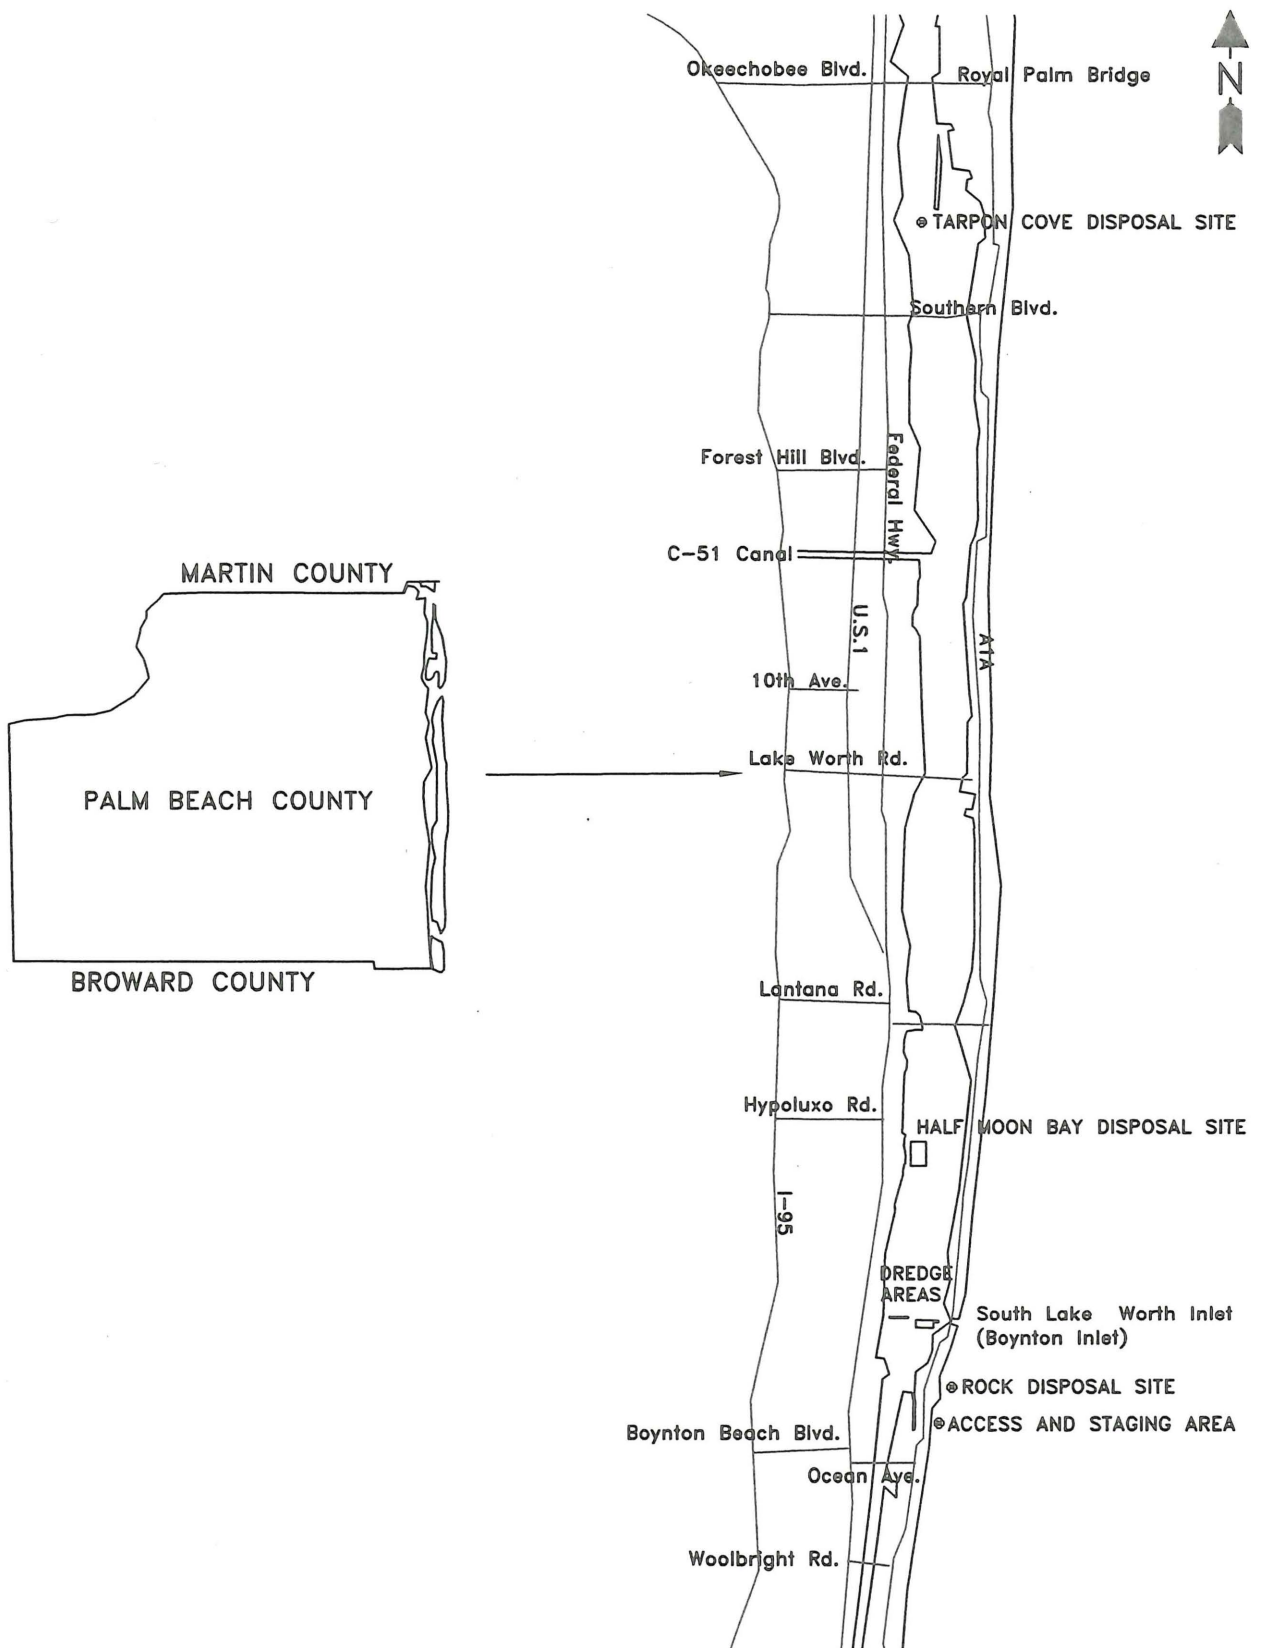 Okeechobee Blvd.
Royal Palm Bridge
N
TARPON COVE DISPOSAL SITE
Southern Blvd.
Federal Hwy.
Forest Hill Blvd.
C-51 Canal
MARTIN COUNTY
U.S.1
A1A
10th Ave.
Lake Worth Rd.
PALM BEACH COUNTY
BROWARD COUNTY
Lantana Rd.
Hypoluxo Rd.
HALF MOON BAY DISPOSAL SITE
I-95
DREDGE
AREAS
South Lake Worth Inlet
(Boynton Inlet)
ROCK DISPOSAL SITE
ACCESS AND STAGING AREA
Boynton Beach Blvd.
Ocean Ave.
Woolbright Rd.